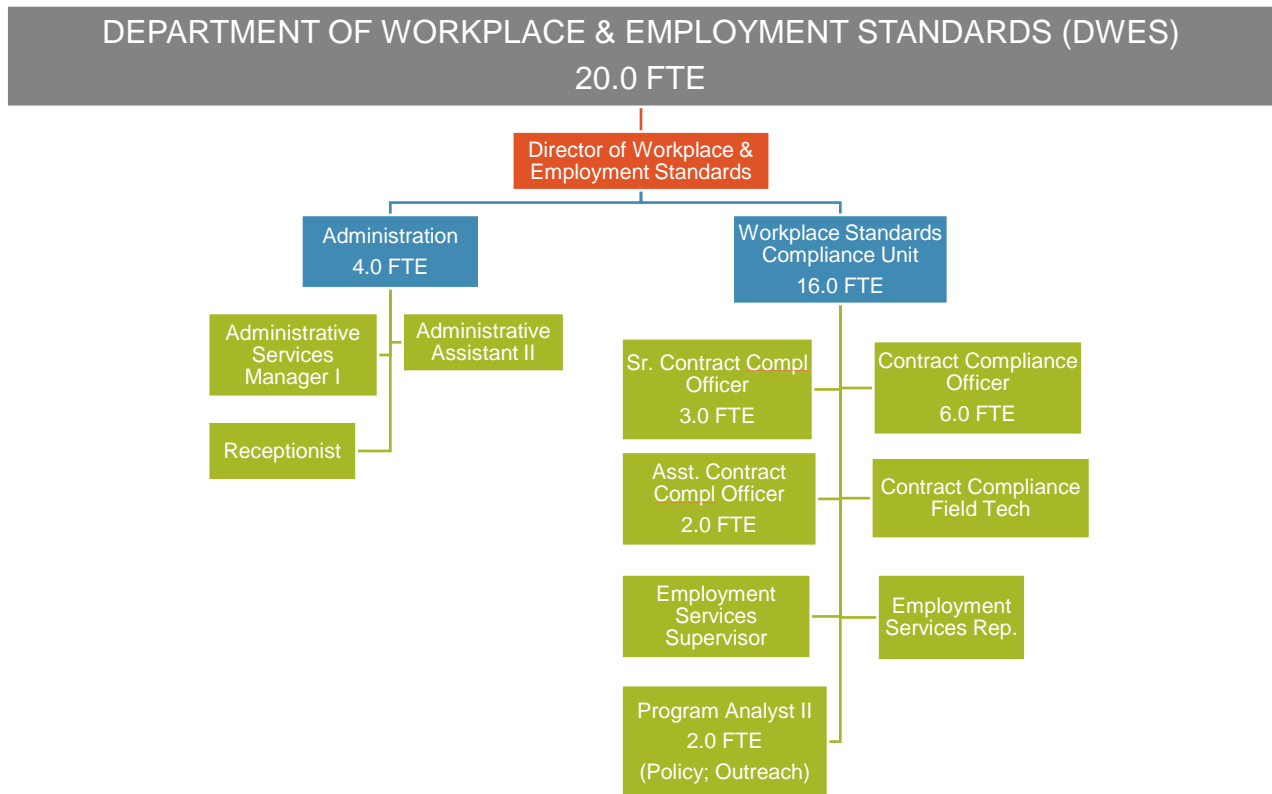 DEPARTMENT OF WORKPLACE & EMPLOYMENT STANDARDS (DWES)
20.0 FTE
Director of Workplace &
Employment Standards
Administration
4.0 FTE
Workplace Standards
Compliance Unit
16.0 FTE
Administrative
Services
Manager I
Administrative
Assistant II
Receptionist
Sr. Contract Compl
Officer
3.0 FTE
Contract Compliance
Officer
6.0 FTE
Asst. Contract
Compl Officer
2.0 FTE
Contract Compliance
Field Tech
Employment
Services
Supervisor
Employment
Services Rep.
Program Analyst II
2.0 FTE
(Policy; Outreach)